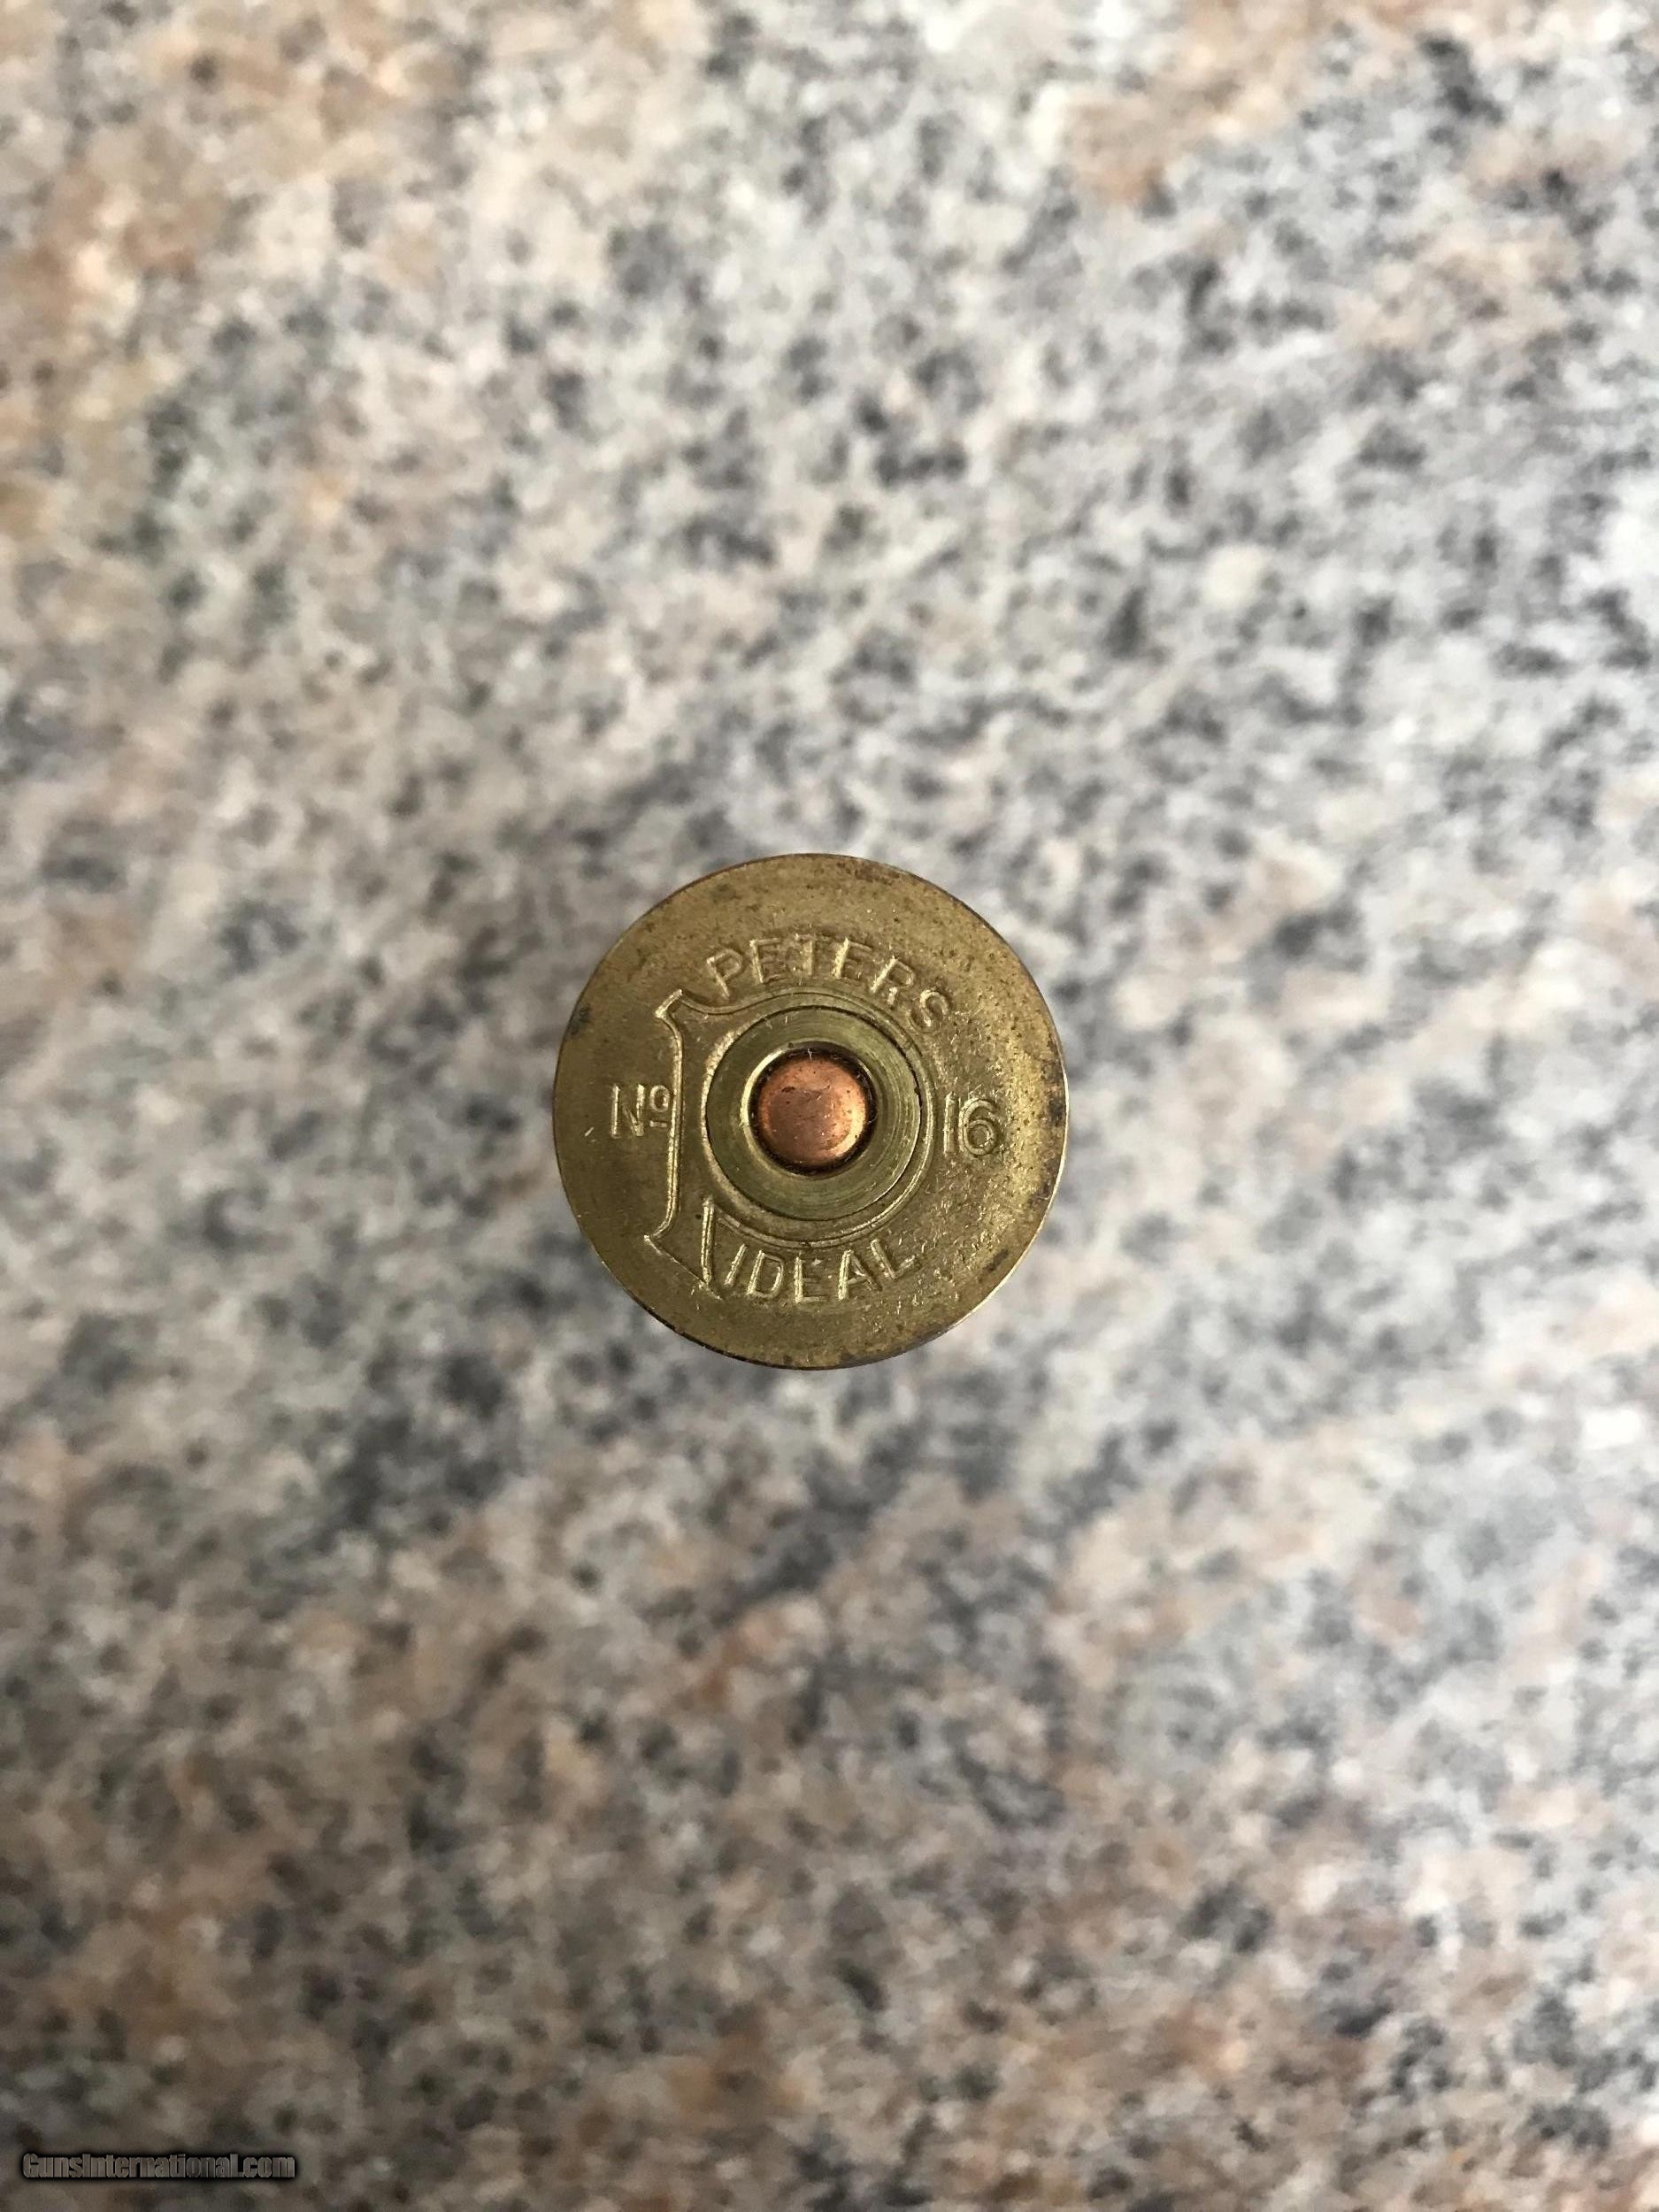 PETERS
Nº 16
IDEAL
GunsInternational.com